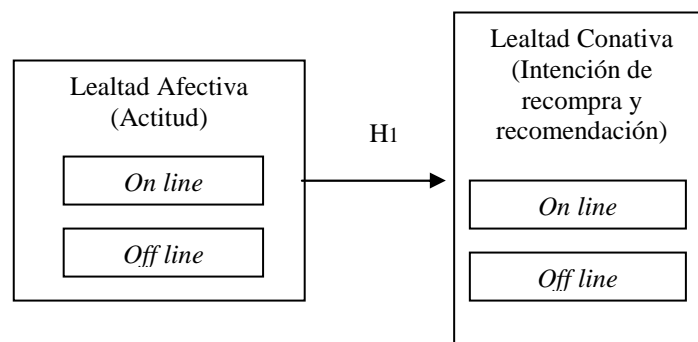 Lealtad Afectiva
(Actitud)
On line
Off line
H1
Lealtad Conativa
(Intención de
recompra y
recomendación)
On line
Off line